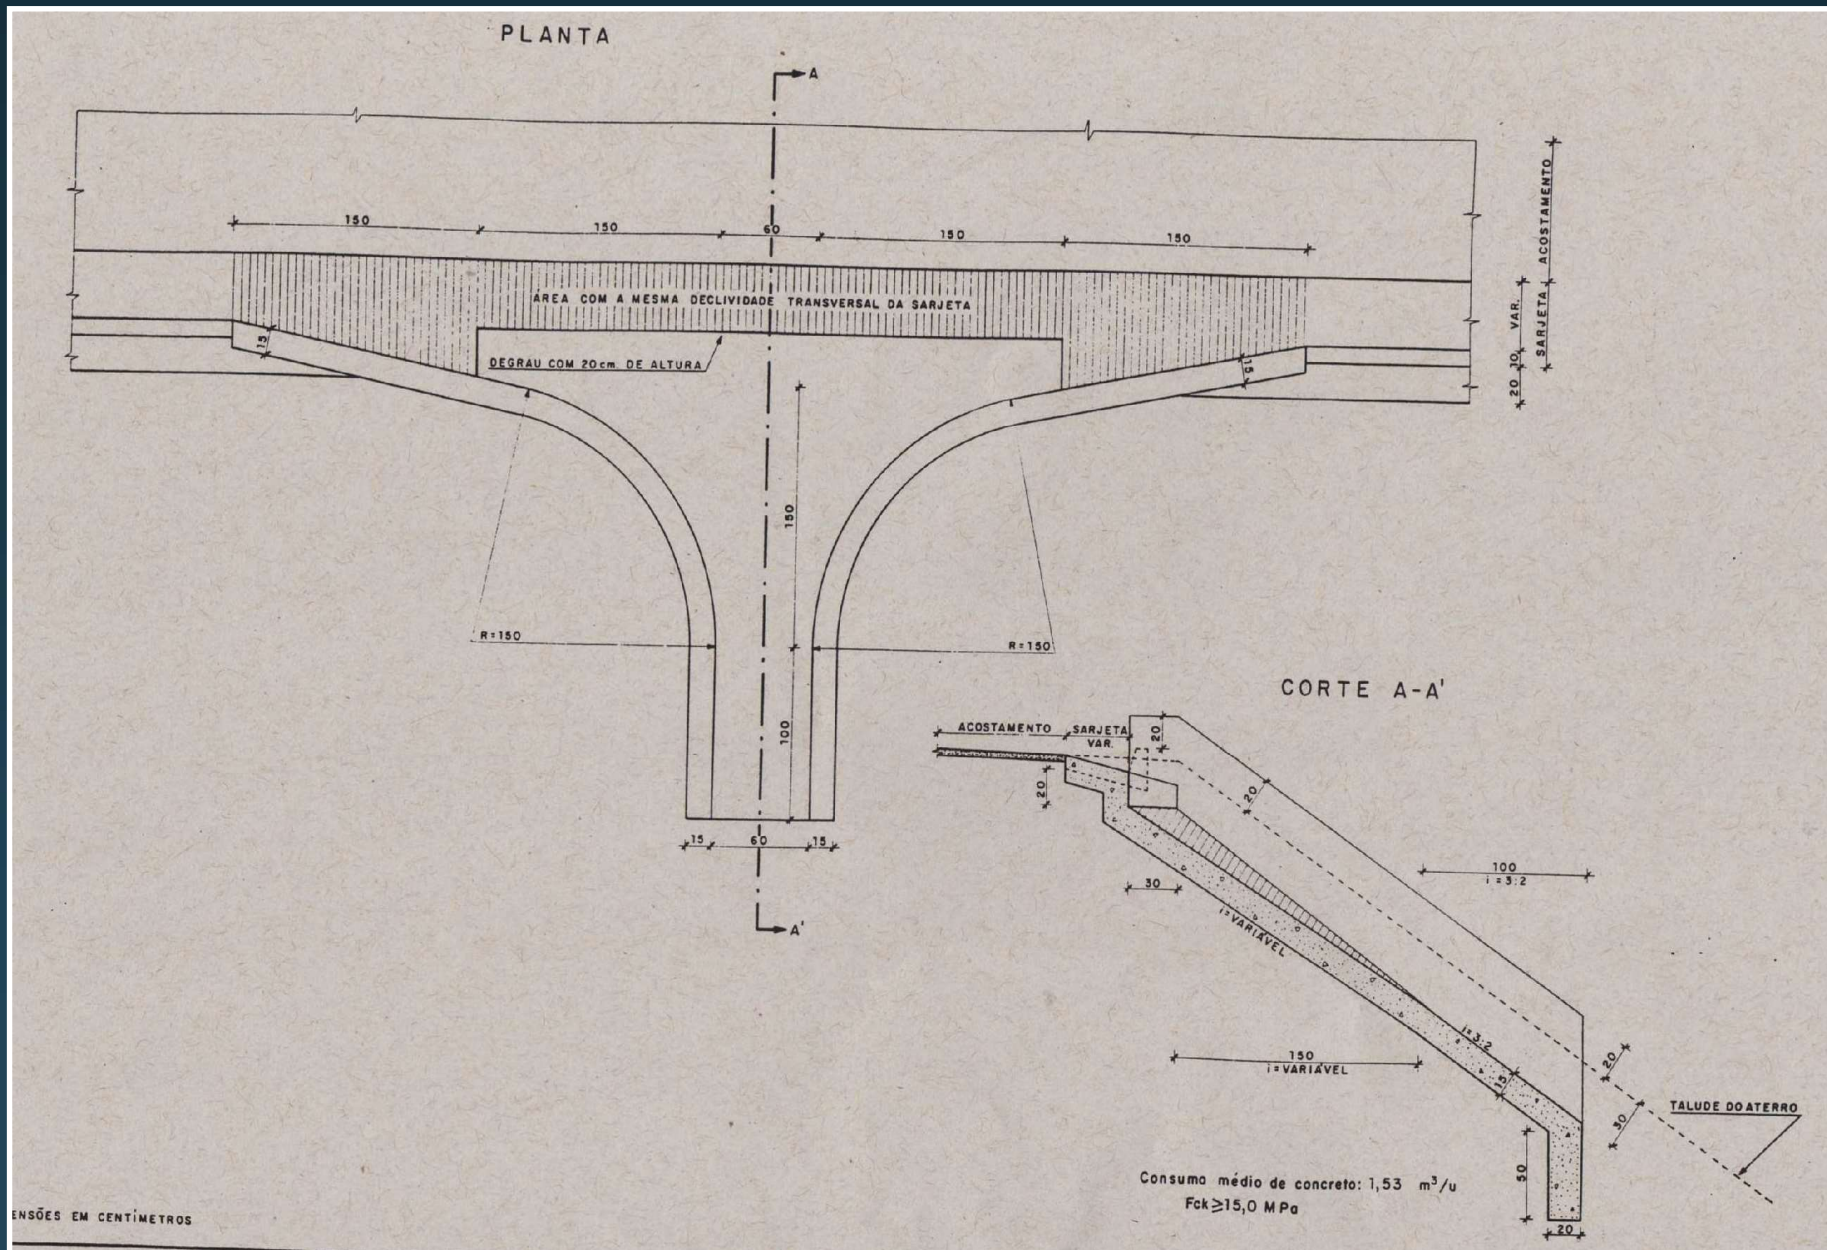 PLANTA
A
150
150
60
150
150
ACOSTAMENTO
SARJETA
VAR.
10
20
ÁREA COM A MESMA DECLIVIDADE TRANSVERSAL DA SARJETA
15
15
DEGRAU COM 20cm DE ALTURA
150
R=150
R=150
100
15
60
15
A'
CORTE A-A'
ACOSTAMENTO
SARJETA
VAR.
20
20
20
100
i = 3:2
30
i=VARIÁVEL
i=3:2
150
i=VARIÁVEL
15
20
30
TALUDE DO ATERRO
50
20
Consumo médio de concreto: 1,53 m³/u
Fck≥15,0 MPa
ENSÕES EM CENTÍMETROS